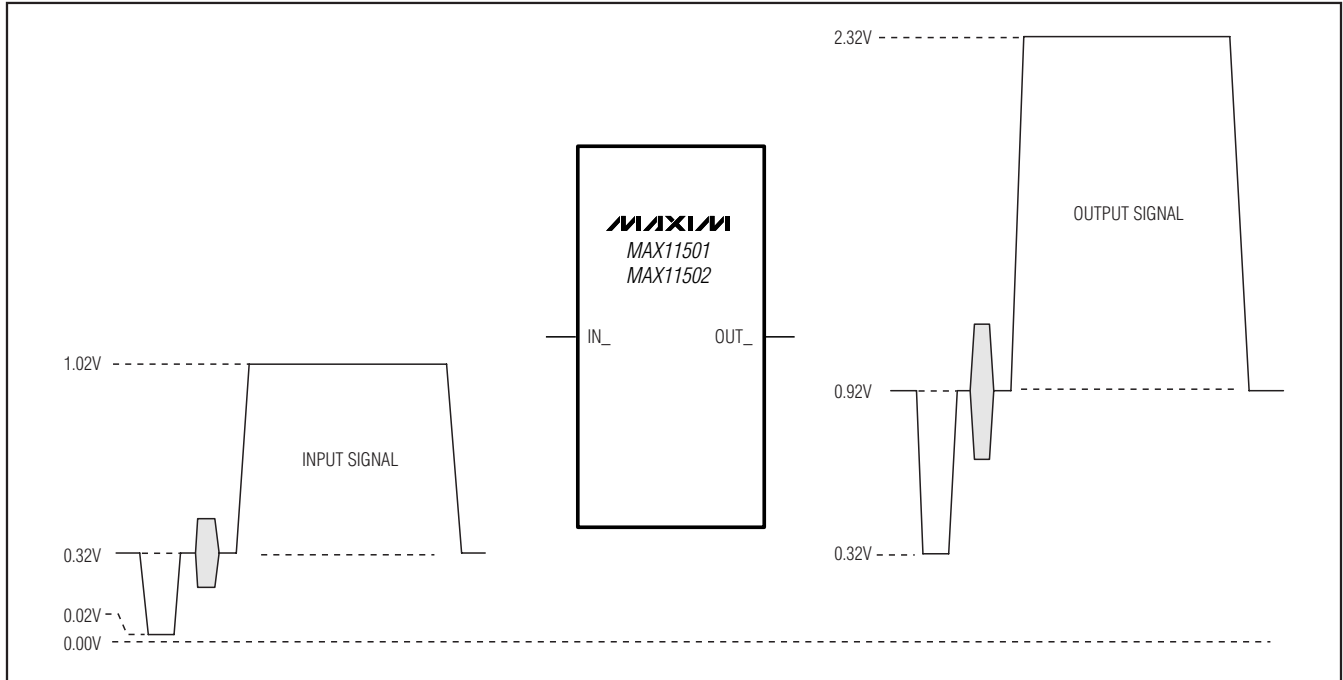 2.32V
MAXIM
MAX11501
MAX11502
OUTPUT SIGNAL
IN_ OUT_
1.02V
0.92V
INPUT SIGNAL
0.32V
0.32V
0.02V
0.00V